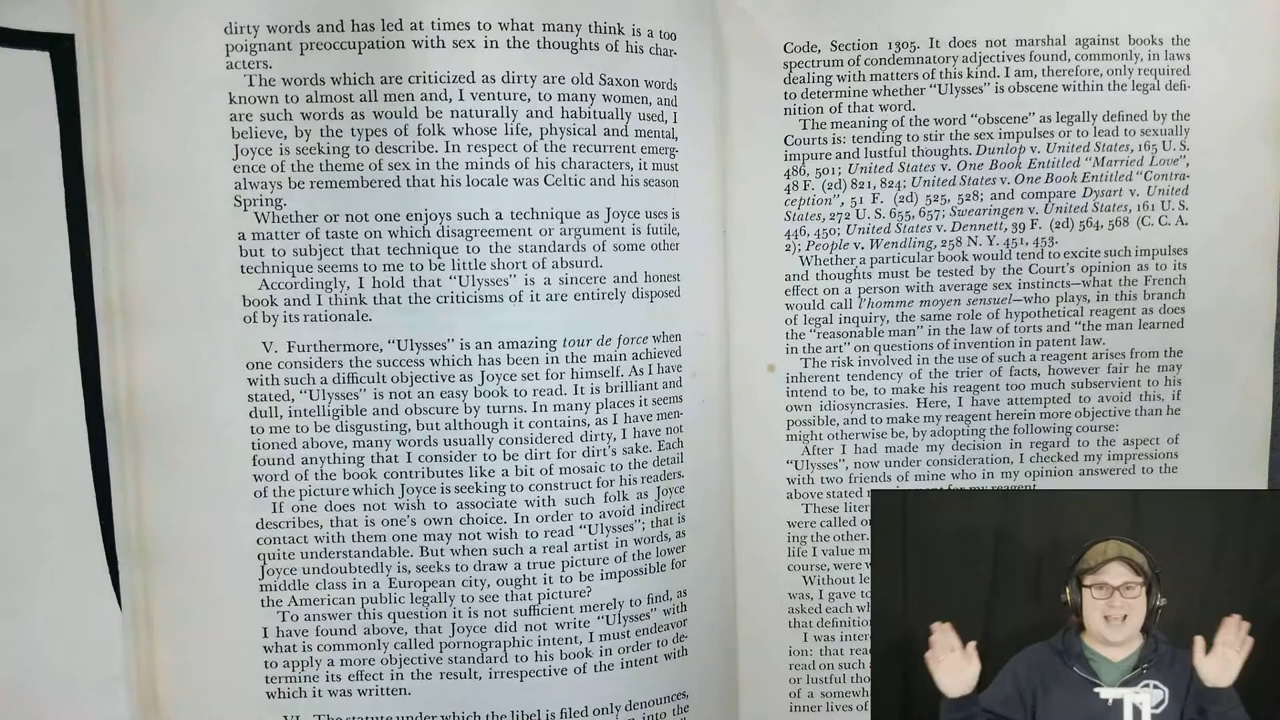 dirty words and has led at times to what many think is a too
poignant preoccupation with sex in the thoughts of his char-
acters.
The words which are criticized as dirty are old Saxon words
known to almost all men and, I venture, to many women, and
are such words as would be naturally and habitually used, I
believe, by the types of folk whose life, physical and mental,
Joyce is seeking to describe. In respect of the recurrent emerg-
ence of the theme of sex in the minds of his characters, it must
always be remembered that his locale was Celtic and his season
Spring.
Whether or not one enjoys such a technique as Joyce uses is
a matter of taste on which disagreement or argument is futile,
but to subject that technique to the standards of some other
technique seems to me to be little short of absurd.
Accordingly, I hold that "Ulysses" is a sincere and honest
book and I think that the criticisms of it are entirely disposed
of by its rationale.
V. Furthermore, "Ulysses" is an amazing tour de force when
one considers the success which has been in the main achieved
with such a difficult objective as Joyce set for himself. As I have
stated, "Ulysses" is not an easy book to read. It is brilliant and
dull, intelligible and obscure by turns. In many places it seems
to me to be disgusting, but although it contains, as I have men-
tioned above, many words usually considered dirty, I have not
found anything that I consider to be dirt for dirt's sake. Each
word of the book contributes like a bit of mosaic to the detail
of the picture which Joyce is seeking to construct for his readers.
If one does not wish to associate with such folk as Joyce
describes, that is one's own choice. In order to avoid indirect
contact with them one may not wish to read "Ulysses"; that is
quite understandable. But when such a real artist in words, as
Joyce undoubtedly is, seeks to draw a true picture of the lower
middle class in a European city, ought it to be impossible for
the American public legally to see that picture?
To answer this question it is not sufficient merely to find, as
I have found above, that Joyce did not write "Ulysses" with
what is commonly called pornographic intent, I must endeavor
to apply a more objective standard to his book in order to de-
termine its effect in the result, irrespective of the intent with
which it was written.
VI. The statute under which the libel is filed only denounces,
into the
Code, Section 1305. It does not marshal against books the
spectrum of condemnatory adjectives found, commonly, in laws
dealing with matters of this kind. I am, therefore, only required
to determine whether "Ulysses" is obscene within the legal defi-
nition of that word.
The meaning of the word "obscene" as legally defined by the
Courts is: tending to stir the sex impulses or to lead to sexually
impure and lustful thoughts. Dunlop v. United States, 165 U. S.
486, 501; United States v. One Book Entitled "Married Love",
48 F. (2d) 821, 824; United States v. One Book Entitled "Contra-
ception", 51 F. (2d) 525, 528; and compare Dysart v. United
States, 272 U. S. 655, 657; Swearingen v. United States, 161 U. S.
446, 450; United States v. Dennett, 39 F. (2d) 564, 568 (C. C. A.
2); People v. Wendling, 258 N. Y. 451, 453.
Whether a particular book would tend to excite such impulses
and thoughts must be tested by the Court's opinion as to its
effect on a person with average sex instincts—what the French
would call l'homme moyen sensuel—who plays, in this branch
of legal inquiry, the same role of hypothetical reagent as does
the "reasonable man" in the law of torts and "the man learned
in the art" on questions of invention in patent law.
The risk involved in the use of such a reagent arises from the
inherent tendency of the trier of facts, however fair he may
intend to be, to make his reagent too much subservient to his
own idiosyncrasies. Here, I have attempted to avoid this, if
possible, and to make my reagent herein more objective than he
might otherwise be, by adopting the following course:
After I had made my decision in regard to the aspect of
"Ulysses", now under consideration, I checked my impressions
with two friends of mine who in my opinion answered to the
above stated
These liter
were called o
ing the other.
life I value m
course, were
Without le
was, I gave to
asked each wh
that definitio
I was inter
ion: that rea
read on such
or lustful tho
of a somewh
inner lives of